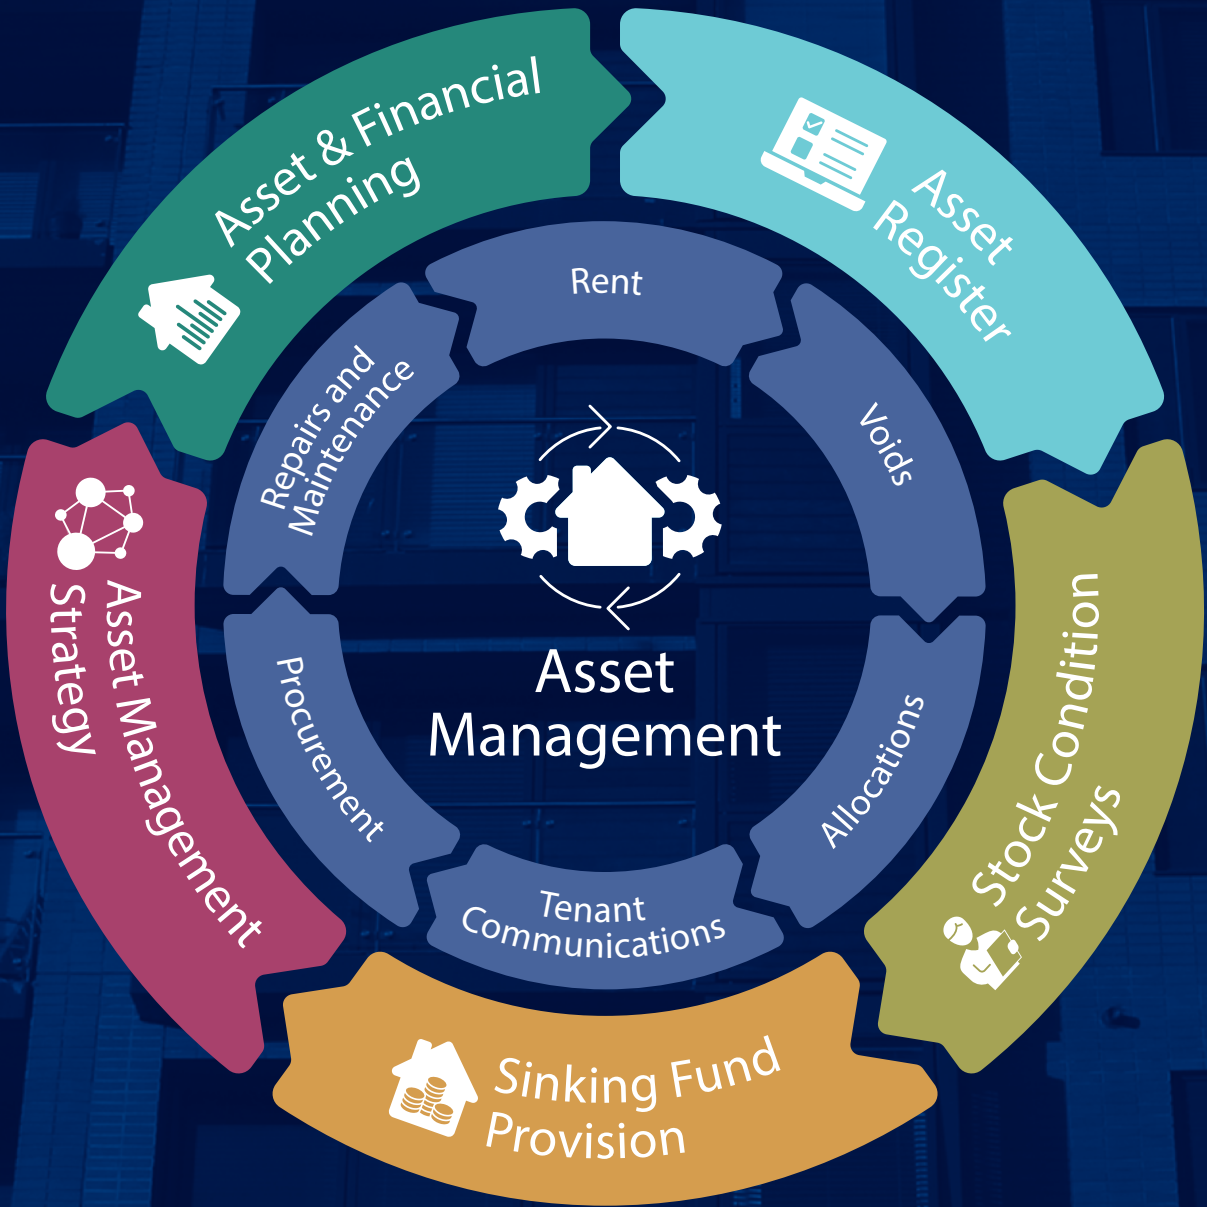 Asset & Financial
Planning
Asset
Register
Stock Condition
Surveys
Sinking Fund
Provision
Asset Management
Strategy
Rent
Voids
Allocations
Tenant
Communications
Procurement
Repairs and
Maintenance
Asset
Management